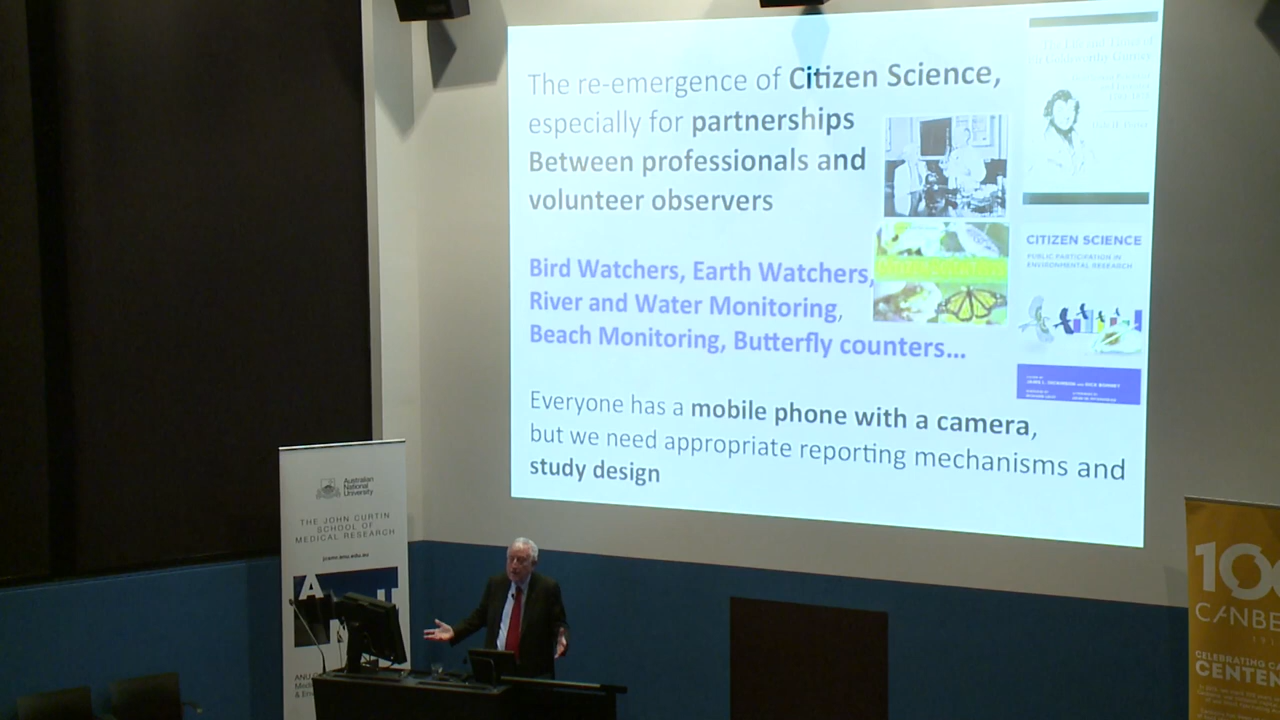 The re-emergence of Citizen Science,
especially for partnerships
Between professionals and
volunteer observers
Bird Watchers, Earth Watchers,
River and Water Monitoring,
Beach Monitoring, Butterfly counters...
Everyone has a mobile phone with a camera,
but we need appropriate reporting mechanisms and
study design
CITIZEN SCIENCE
PUBLIC PARTICIPATION IN
ENVIRONMENTAL RESEARCH
Australian
National
University
THE JOHN CURTIN
SCHOOL OF
MEDICAL RESEARCH
jcsmr.anu.edu.au
ANU
CANBE
CELEBRATING CA
CENTEN